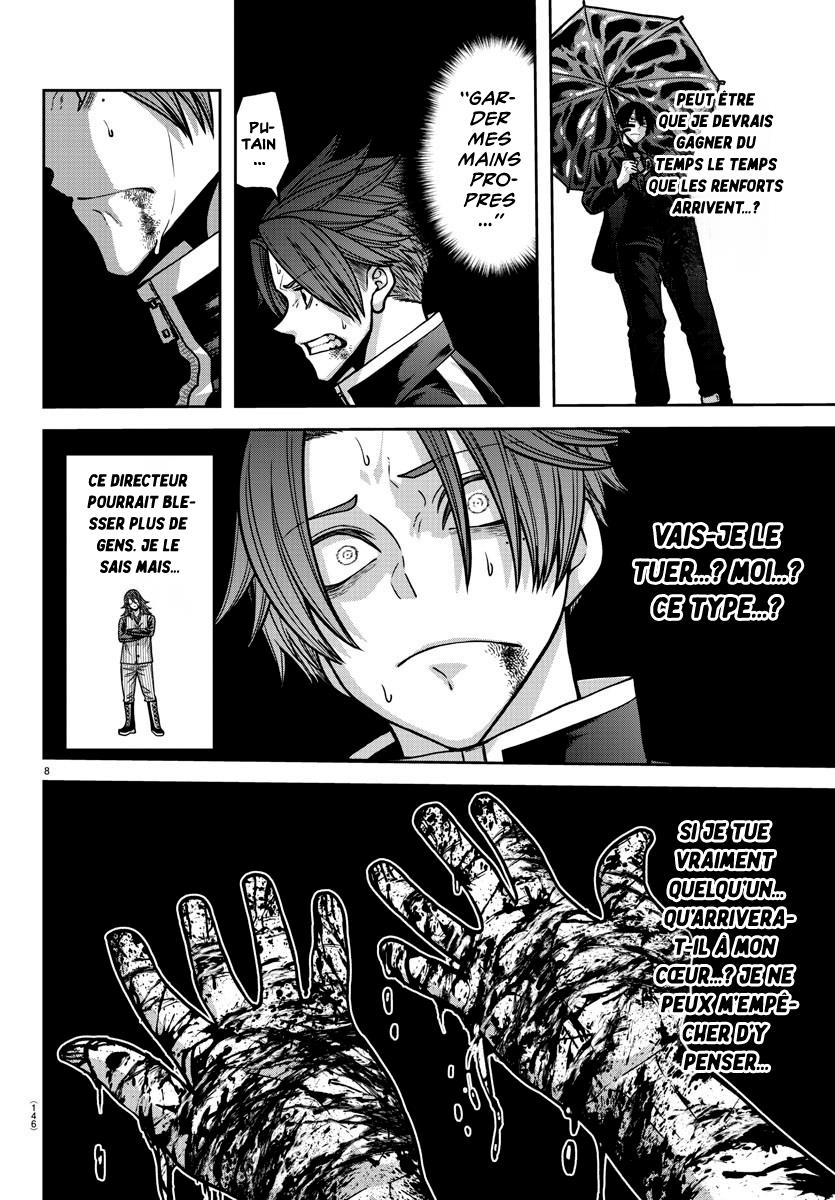 PEUT ÊTRE
QUE JE DEVRAIS
GAGNER DU
TEMPS LE TEMPS
QUE LES RENFORTS
ARRIVENT...?
"GAR-
DER
MES
MAINS
PRO-
PRES
..."
PU-
TAIN
...
VAIS-JE LE
TUER...? MOI...?
CE TYPE...?
CE DIRECTEUR
POURRAIT BLE-
SSER PLUS DE
GENS. JE LE
SAIS MAIS...
8
SI JE TUE
VRAIMENT
QUELQU'UN...
QU'ARRIVERA-
T-IL À MON
CŒUR...? JE NE
PEUX M'EMPÊ-
CHER D'Y
PENSER...
(146)